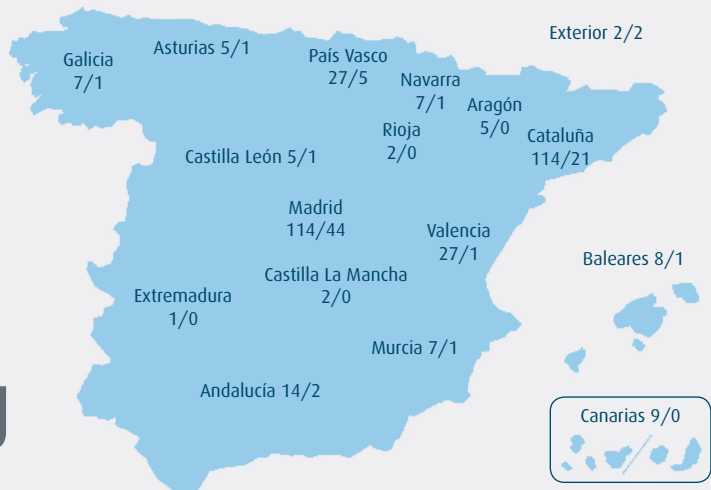 Exterior 2/2
Asturias 5/1
Galicia
7/1
País Vasco
27/5
Navarra
7/1
Aragón
5/0
Rioja
2/0
Cataluña
114/21
Castilla León 5/1
Madrid
114/44
Valencia
27/1
Baleares 8/1
Castilla La Mancha
2/0
Extremadura
1/0
Murcia 7/1
Andalucía 14/2
Canarias 9/0